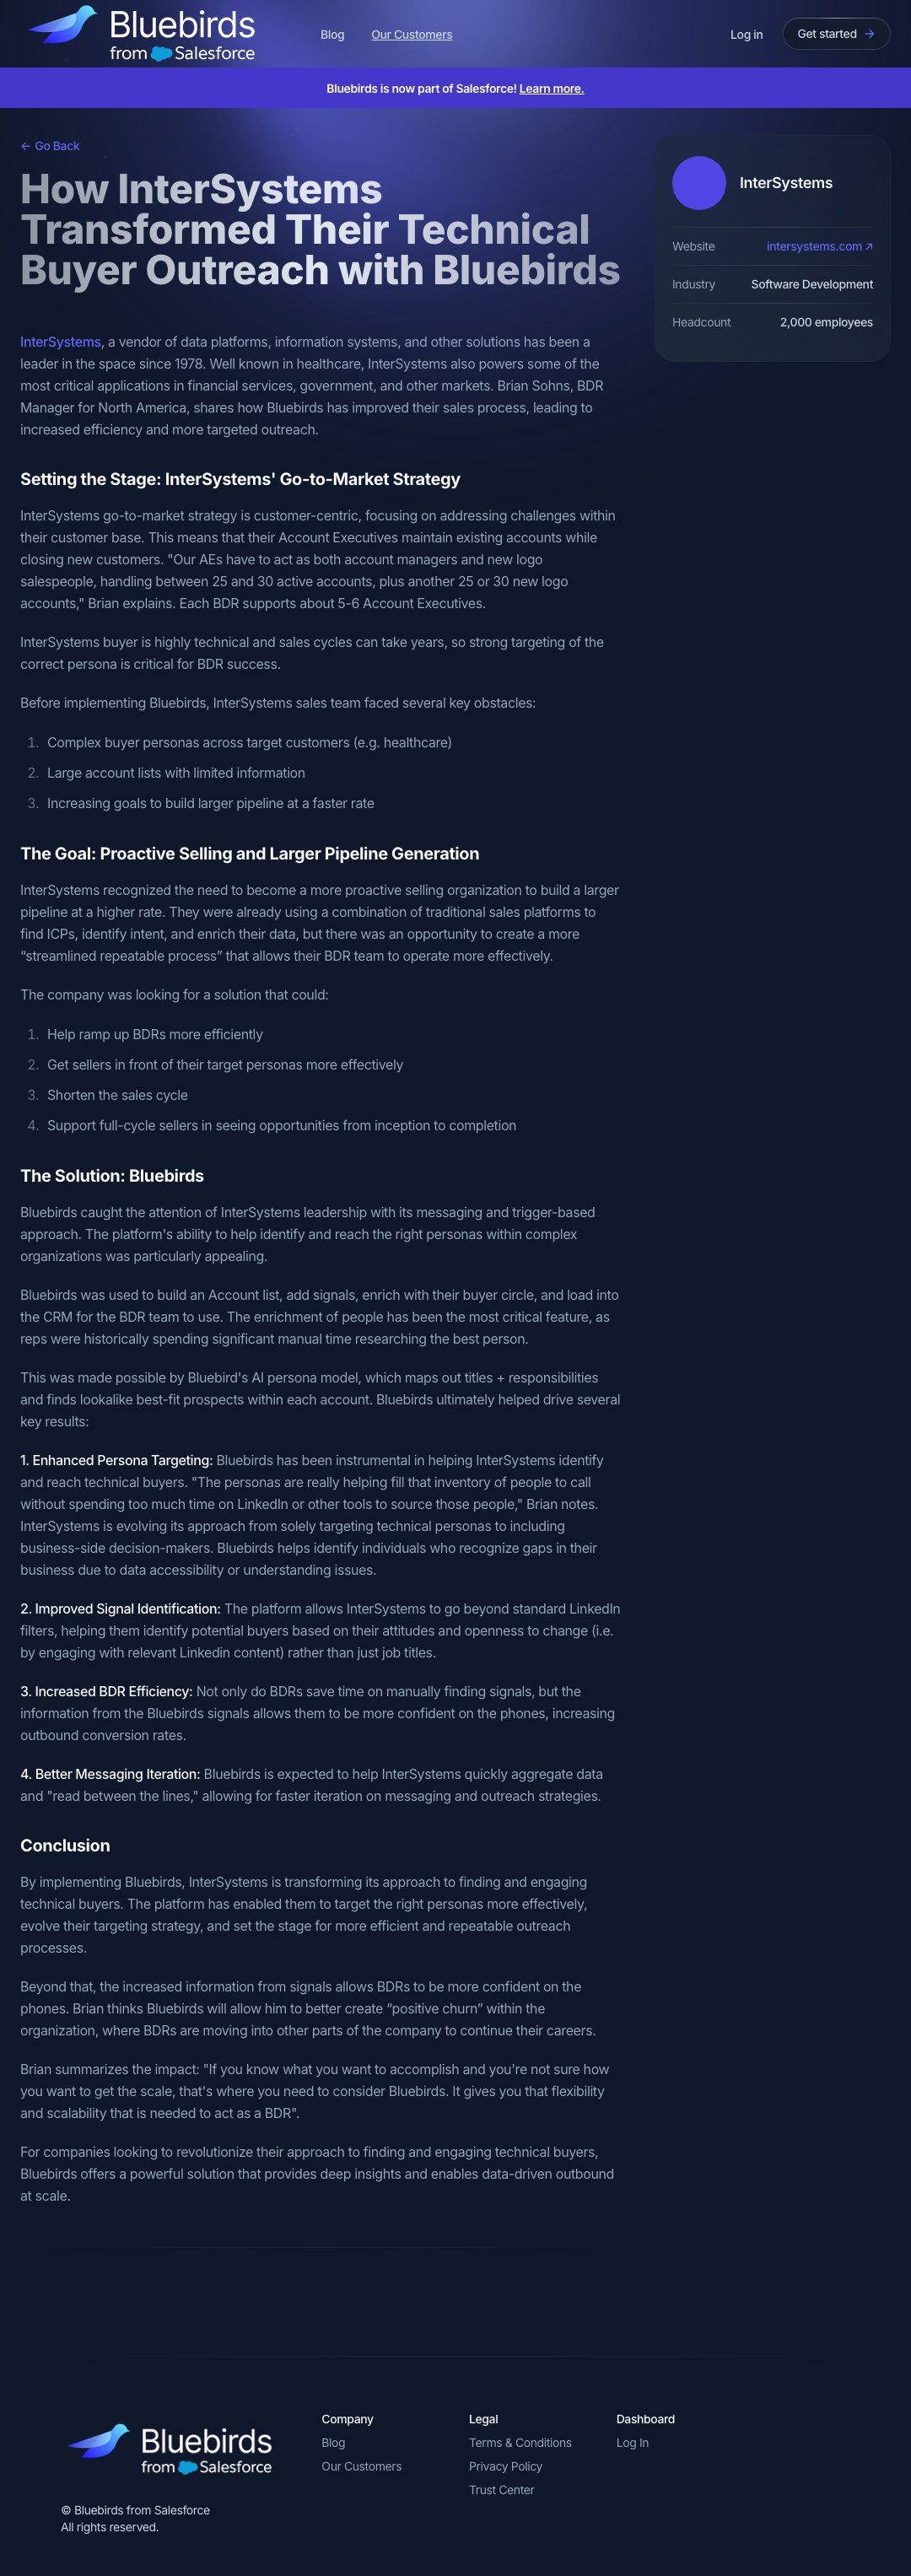 Bluebirds
from Salesforce
Blog
Our Customers
Log in
Get started →
Bluebirds is now part of Salesforce! Learn more.
← Go Back
How InterSystems
Transformed Their Technical
Buyer Outreach with Bluebirds
InterSystems
Website
intersystems.com ↗
Industry
Software Development
Headcount
2,000 employees
InterSystems, a vendor of data platforms, information systems, and other solutions has been a
leader in the space since 1978. Well known in healthcare, InterSystems also powers some of the
most critical applications in financial services, government, and other markets. Brian Sohns, BDR
Manager for North America, shares how Bluebirds has improved their sales process, leading to
increased efficiency and more targeted outreach.
Setting the Stage: InterSystems' Go-to-Market Strategy
InterSystems go-to-market strategy is customer-centric, focusing on addressing challenges within
their customer base. This means that their Account Executives maintain existing accounts while
closing new customers. "Our AEs have to act as both account managers and new logo
salespeople, handling between 25 and 30 active accounts, plus another 25 or 30 new logo
accounts," Brian explains. Each BDR supports about 5-6 Account Executives.
InterSystems buyer is highly technical and sales cycles can take years, so strong targeting of the
correct persona is critical for BDR success.
Before implementing Bluebirds, InterSystems sales team faced several key obstacles:
1. Complex buyer personas across target customers (e.g. healthcare)
2. Large account lists with limited information
3. Increasing goals to build larger pipeline at a faster rate
The Goal: Proactive Selling and Larger Pipeline Generation
InterSystems recognized the need to become a more proactive selling organization to build a larger
pipeline at a higher rate. They were already using a combination of traditional sales platforms to
find ICPs, identify intent, and enrich their data, but there was an opportunity to create a more
“streamlined repeatable process” that allows their BDR team to operate more effectively.
The company was looking for a solution that could:
1. Help ramp up BDRs more efficiently
2. Get sellers in front of their target personas more effectively
3. Shorten the sales cycle
4. Support full-cycle sellers in seeing opportunities from inception to completion
The Solution: Bluebirds
Bluebirds caught the attention of InterSystems leadership with its messaging and trigger-based
approach. The platform's ability to help identify and reach the right personas within complex
organizations was particularly appealing.
Bluebirds was used to build an Account list, add signals, enrich with their buyer circle, and load into
the CRM for the BDR team to use. The enrichment of people has been the most critical feature, as
reps were historically spending significant manual time researching the best person.
This was made possible by Bluebird's AI persona model, which maps out titles + responsibilities
and finds lookalike best-fit prospects within each account. Bluebirds ultimately helped drive several
key results:
1. Enhanced Persona Targeting: Bluebirds has been instrumental in helping InterSystems identify
and reach technical buyers. "The personas are really helping fill that inventory of people to call
without spending too much time on LinkedIn or other tools to source those people," Brian notes.
InterSystems is evolving its approach from solely targeting technical personas to including
business-side decision-makers. Bluebirds helps identify individuals who recognize gaps in their
business due to data accessibility or understanding issues.
2. Improved Signal Identification: The platform allows InterSystems to go beyond standard LinkedIn
filters, helping them identify potential buyers based on their attitudes and openness to change (i.e.
by engaging with relevant Linkedin content) rather than just job titles.
3. Increased BDR Efficiency: Not only do BDRs save time on manually finding signals, but the
information from the Bluebirds signals allows them to be more confident on the phones, increasing
outbound conversion rates.
4. Better Messaging Iteration: Bluebirds is expected to help InterSystems quickly aggregate data
and "read between the lines," allowing for faster iteration on messaging and outreach strategies.
Conclusion
By implementing Bluebirds, InterSystems is transforming its approach to finding and engaging
technical buyers. The platform has enabled them to target the right personas more effectively,
evolve their targeting strategy, and set the stage for more efficient and repeatable outreach
processes.
Beyond that, the increased information from signals allows BDRs to be more confident on the
phones. Brian thinks Bluebirds will allow him to better create “positive churn” within the
organization, where BDRs are moving into other parts of the company to continue their careers.
Brian summarizes the impact: "If you know what you want to accomplish and you're not sure how
you want to get the scale, that's where you need to consider Bluebirds. It gives you that flexibility
and scalability that is needed to act as a BDR".
For companies looking to revolutionize their approach to finding and engaging technical buyers,
Bluebirds offers a powerful solution that provides deep insights and enables data-driven outbound
at scale.
Bluebirds
from Salesforce
© Bluebirds from Salesforce
All rights reserved.
Company
Blog
Our Customers
Legal
Terms & Conditions
Privacy Policy
Trust Center
Dashboard
Log In